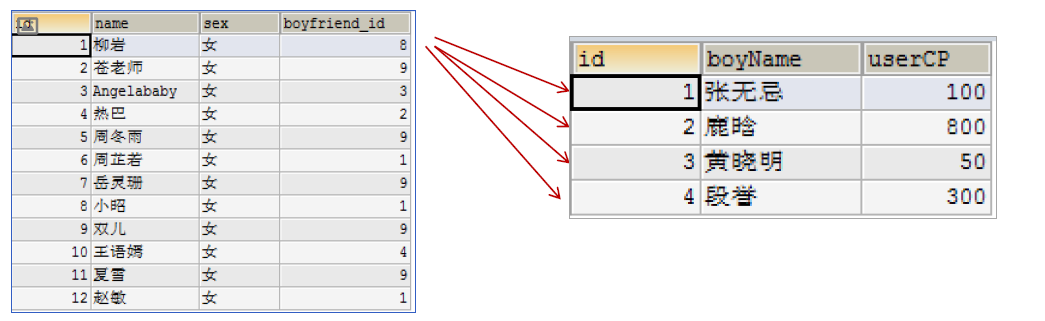 id name sex boyfriend_id
1 柳岩 女 8
2 苍老师 女 9
3 Angelababy 女 3
4 热巴 女 2
5 周冬雨 女 9
6 周芷若 女 1
7 岳灵珊 女 9
8 小昭 女 1
9 双儿 女 9
10 王语嫣 女 4
11 夏雪 女 9
12 赵敏 女 1
id boyName userCP
1 张无忌 100
2 鹿晗 800
3 黄晓明 50
4 段誉 300